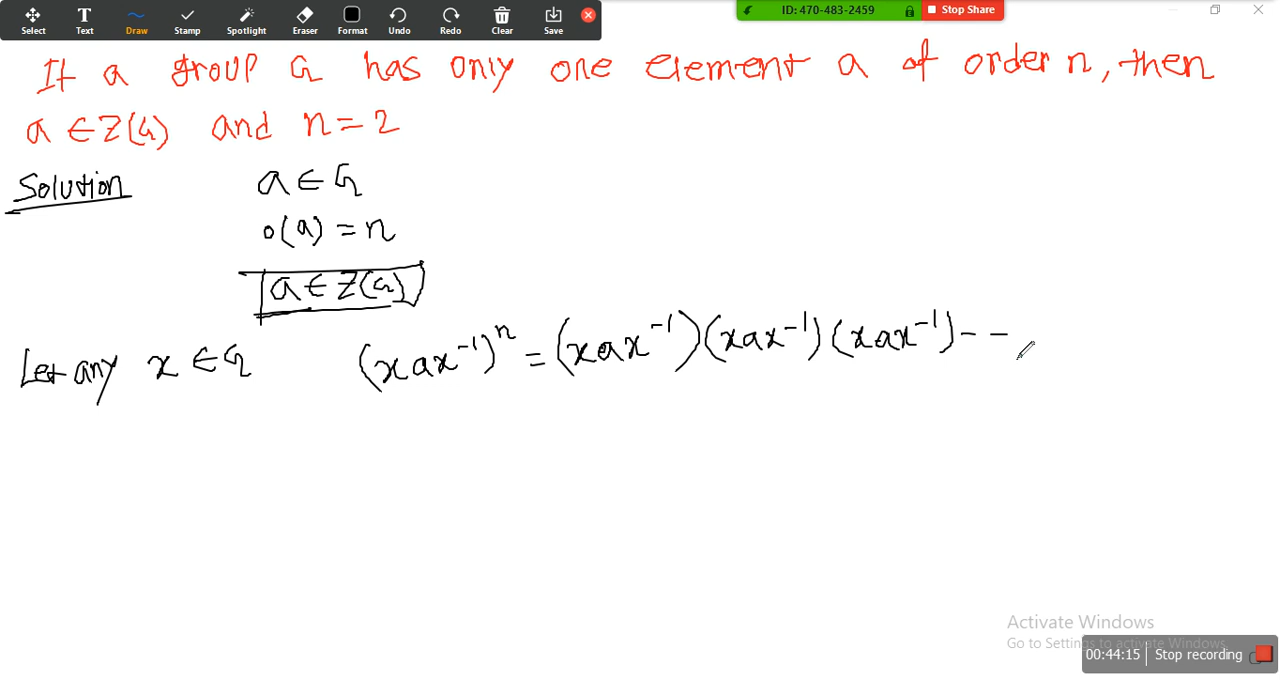 Select Text Draw Stamp Spotlight Eraser Format Undo Redo Clear Save
ID: 470-483-2459 Stop Share
If a group G has only one element a of order n, then
a ∈ Z(G) and n = 2
Solution a ∈ G
o(a) = n
a ∈ Z(G)
Let any x ∈ G (xax⁻¹)ⁿ = (xax⁻¹)(xax⁻¹)(xax⁻¹) - -
Activate Windows
Go to Settings to activate Windows.
00:44:15 Stop recording